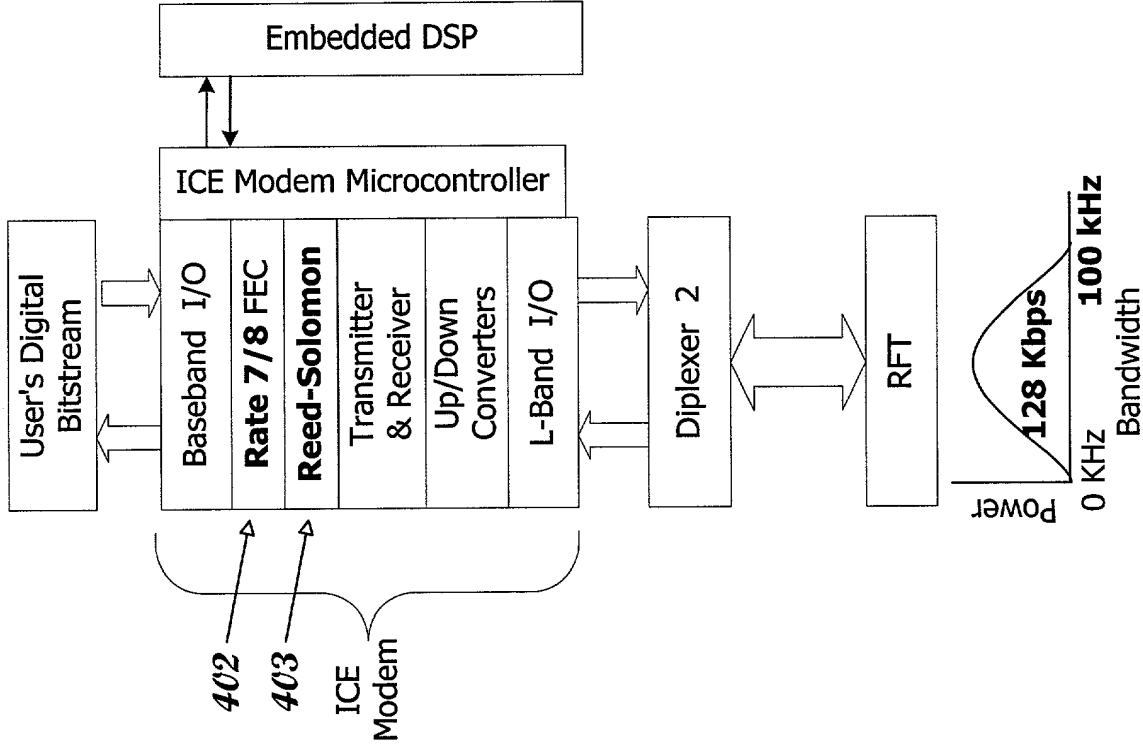 User's Digital
Bitstream
Baseband I/O
Rate 7/8 FEC
Reed-Solomon
Transmitter
& Receiver
Up/Down
Converters
L-Band I/O
ICE Modem Microcontroller
Embedded DSP
402
403
ICE
Modem
Diplexer 2
RFT
Power
128 Kbps
0 KHz
100 kHz
Bandwidth